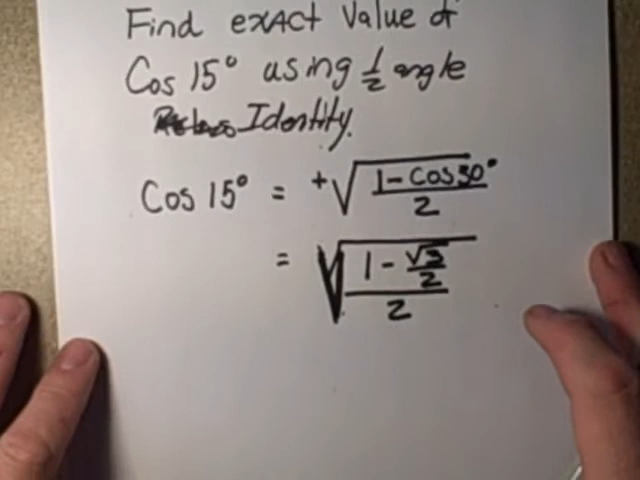 Find exact Value of
Cos 15° using 1/2 angle
Identity.
Cos 15° = +√((1 - cos 30°)/2)
= √((1 - √3/2)/2)